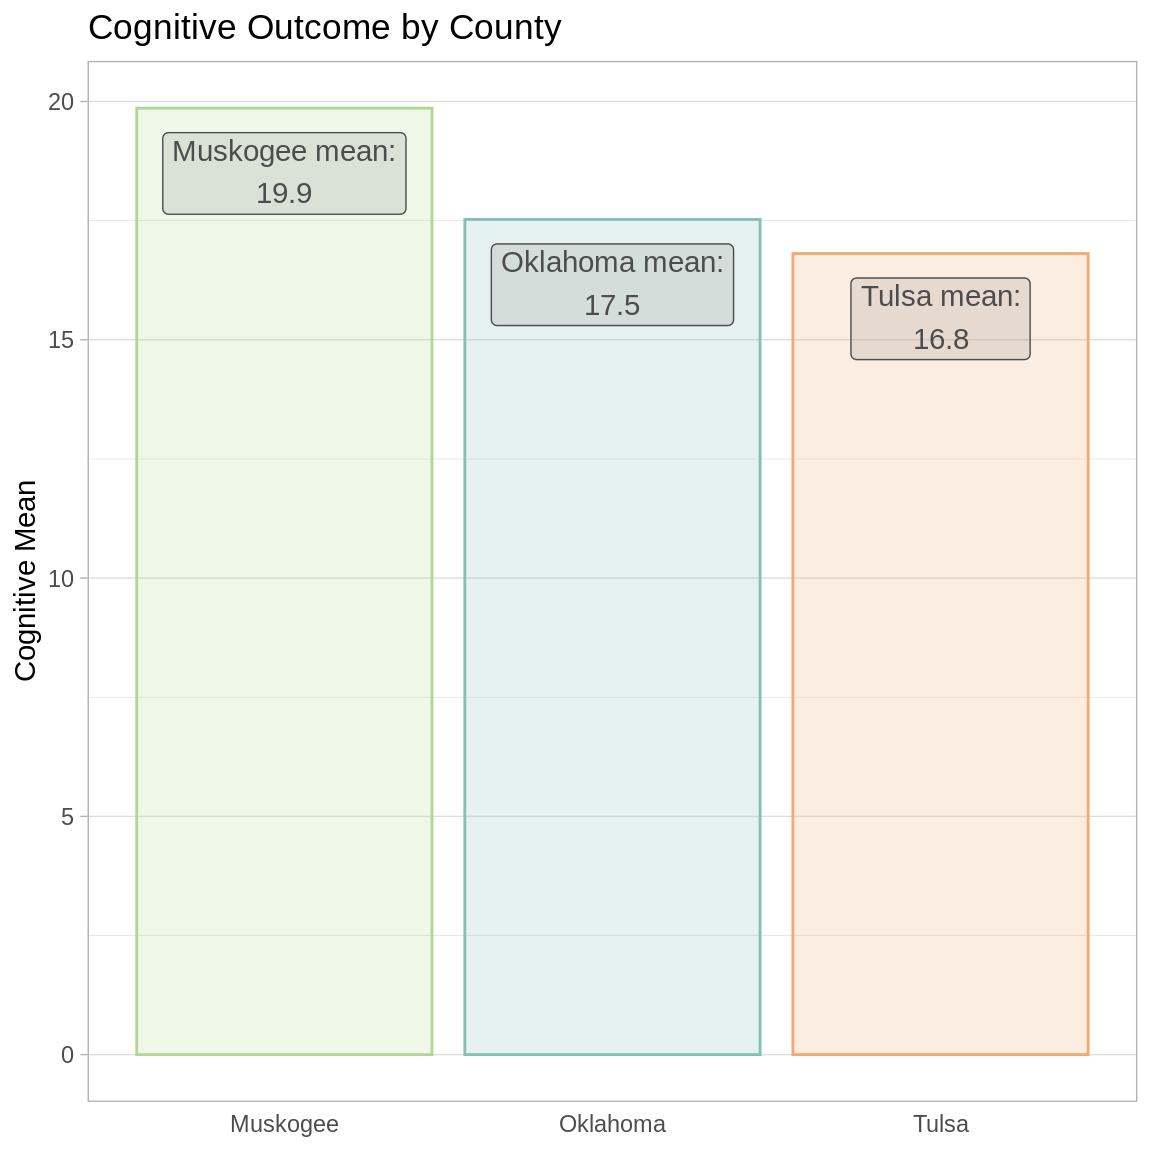 Cognitive Outcome by County
Cognitive Mean
20
15
10
5
0
Muskogee mean:
19.9
Oklahoma mean:
17.5
Tulsa mean:
16.8
Muskogee
Oklahoma
Tulsa